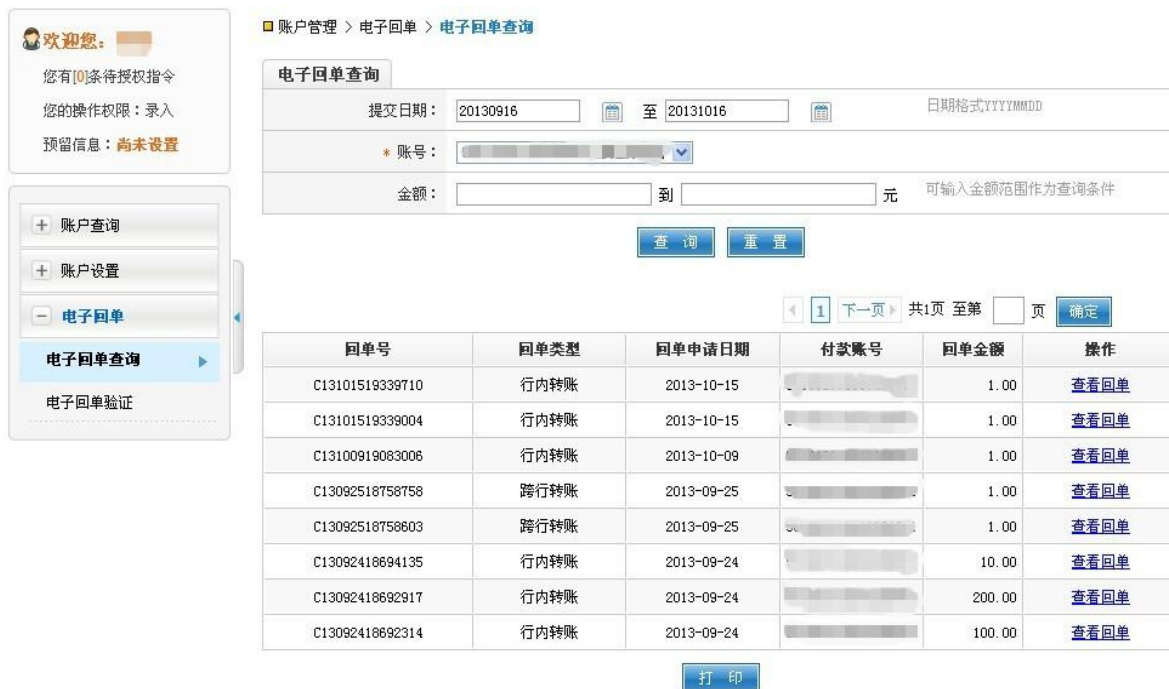 欢迎您：
您有[0]条待授权指令
您的操作权限：录入
预留信息：尚未设置
账户查询
账户设置
电子回单
电子回单查询
电子回单验证
账户管理 > 电子回单 > 电子回单查询
电子回单查询
提交日期： 20130916 至 20131016 日期格式YYYYMMDD
* 账号：
金额： 到 元 可输入金额范围作为查询条件
查 询 重 置
1 下一页 共1页 至第 页 确定
回单号 回单类型 回单申请日期 付款账号 回单金额 操作
C13101519339710 行内转账 2013-10-15 1.00 查看回单
C13101519339004 行内转账 2013-10-15 1.00 查看回单
C13100919083006 行内转账 2013-10-09 1.00 查看回单
C13092518758758 跨行转账 2013-09-25 1.00 查看回单
C13092518758603 跨行转账 2013-09-25 1.00 查看回单
C13092418694135 行内转账 2013-09-24 10.00 查看回单
C13092418692917 行内转账 2013-09-24 200.00 查看回单
C13092418692314 行内转账 2013-09-24 100.00 查看回单
打 印